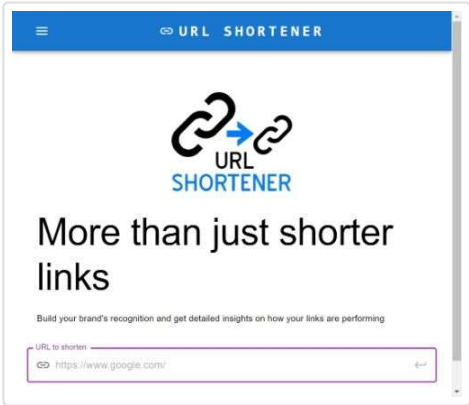 URL SHORTENER
URL
SHORTENER
More than just shorter
links
Build your brand's recognition and get detailed insights on how your links are performing
URL to shorten
https://www.google.com/